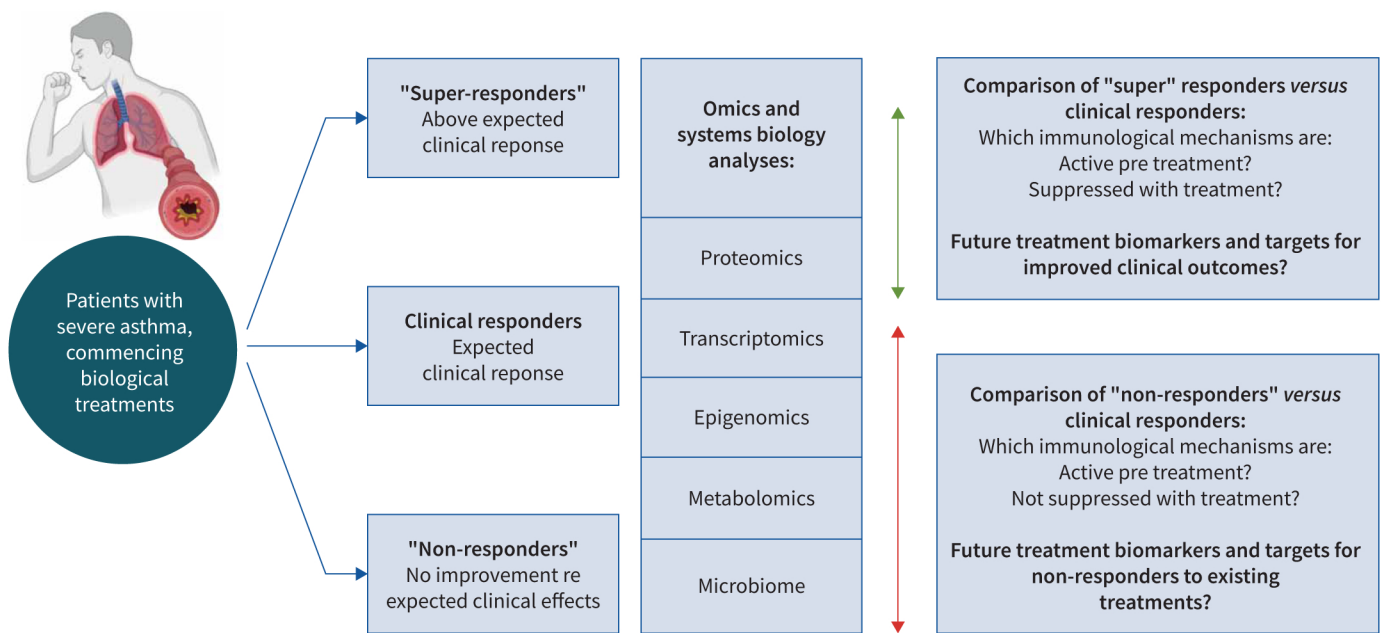 Patients with
severe asthma,
commencing
biological
treatments
"Super-responders"
Above expected
clinical reponse
Clinical responders
Expected
clinical reponse
"Non-responders"
No improvement re
expected clinical effects
Omics and
systems biology
analyses:
Proteomics
Transcriptomics
Epigenomics
Metabolomics
Microbiome
Comparison of "super" responders versus
clinical responders:
Which immunological mechanisms are:
Active pre treatment?
Suppressed with treatment?
Future treatment biomarkers and targets for
improved clinical outcomes?
Comparison of "non-responders" versus
clinical responders:
Which immunological mechanisms are:
Active pre treatment?
Not suppressed with treatment?
Future treatment biomarkers and targets for
non-responders to existing
treatments?